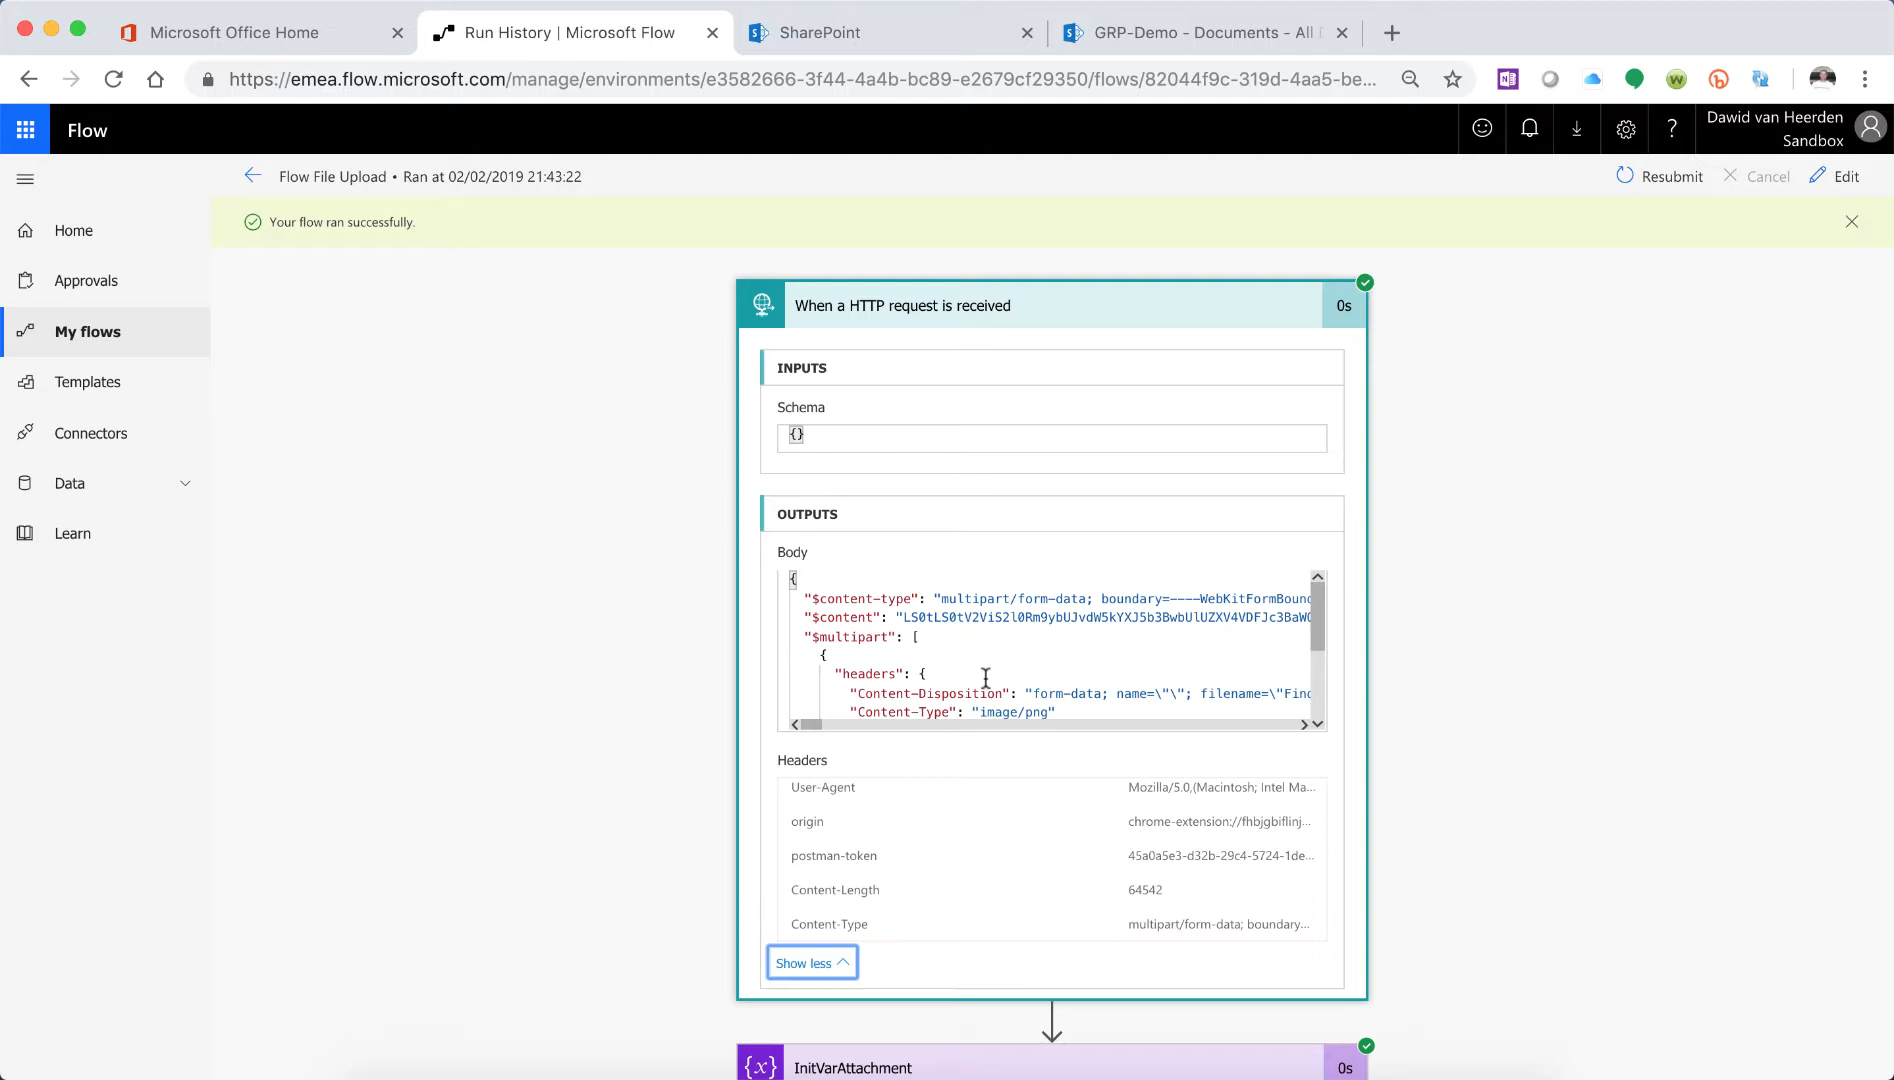 Microsoft Office Home
Run History | Microsoft Flow
SharePoint
GRP-Demo - Documents - All
https://emea.flow.microsoft.com/manage/environments/e3582666-3f44-4a4b-bc89-e2679cf29350/flows/82044f9c-319d-4aa5-be...
Flow
Dawid van Heerden
Sandbox
Flow File Upload • Ran at 02/02/2019 21:43:22
Resubmit
Cancel
Edit
Your flow ran successfully.
Home
Approvals
My flows
Templates
Connectors
Data
Learn
When a HTTP request is received
0s
INPUTS
Schema
{}
OUTPUTS
Body
{
"$content-type": "multipart/form-data; boundary=----WebKitFormBound
"$content":
"$multipart": [
{
"headers": {
"Content-Disposition": "form-data; name=\"\"; filename=\"Find
"Content-Type": "image/png"
Headers
User-Agent Mozilla/5.0,(Macintosh; Intel Ma...
origin chrome-extension://fhbjgbiflinj...
postman-token 45a0a5e3-d32b-29c4-5724-1de...
Content-Length 64542
Content-Type multipart/form-data; boundary...
Show less
{x} InitVarAttachment
0s